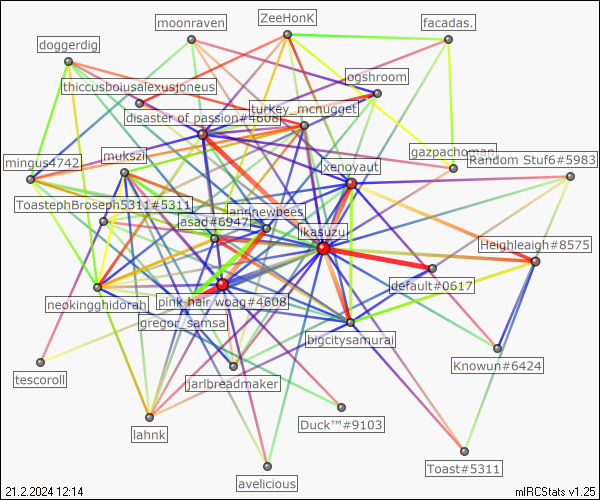 moonraven
ZeeHonK
facadas.
doggerdig
ogshroom
thiccusboiusalexusjoneus
turkey_mcnugget
disaster of passion#4608
gazpachoman
mukszi
Random Stuf6#5983
mingus4742
xenoyaut
ToastephBroseph5311#5311
iannnewbees
asad#6947
ikasuzu
Heighleaigh#8575
default#0617
neokingghidorah
pink hair woag#4608
gregor_samsa
bigcitysamurai
Knowun#6424
tescoroll
jarlbreadmaker
Duck™#9103
lahnk
Toast#5311
avelicious
21.2.2024 12:14
mIRCStats v1.25